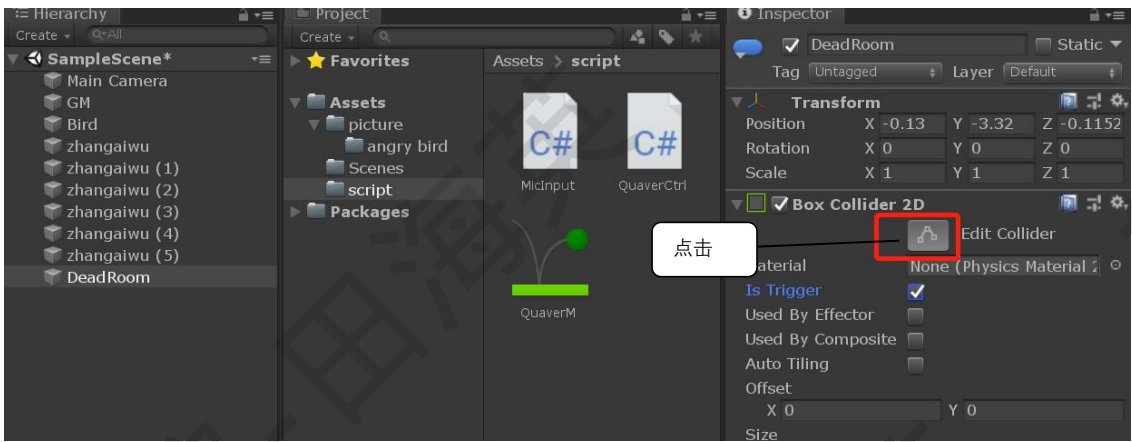 Hierarchy
Create
All
SampleScene*
Main Camera
GM
Bird
zhangaiwu
zhangaiwu (1)
zhangaiwu (2)
zhangaiwu (3)
zhangaiwu (4)
zhangaiwu (5)
DeadRoom
Project
Create
Favorites
Assets
picture
angry bird
Scenes
script
Packages
Assets > script
C#
C#
MicInput
QuaverCtrl
QuaverM
点击
Inspector
DeadRoom
Static
Tag Untagged Layer Default
Transform
Position X -0.13 Y -3.32 Z -0.1152
Rotation X 0 Y 0 Z 0
Scale X 1 Y 1 Z 1
Box Collider 2D
Edit Collider
Material None (Physics Material 2
Is Trigger
Used By Effector
Used By Composite
Auto Tiling
Offset
X 0 Y 0
Size